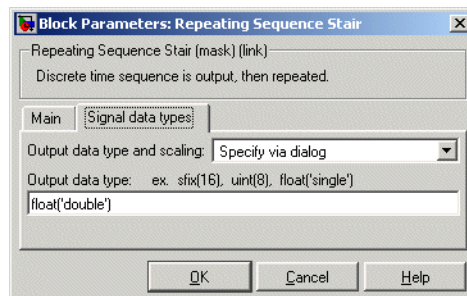 Block Parameters: Repeating Sequence Stair
Repeating Sequence Stair (mask) (link)
Discrete time sequence is output, then repeated.
Main Signal data types
Output data type and scaling: Specify via dialog
Output data type: ex. sfix(16), uint(8), float('single')
float('double')
OK Cancel Help